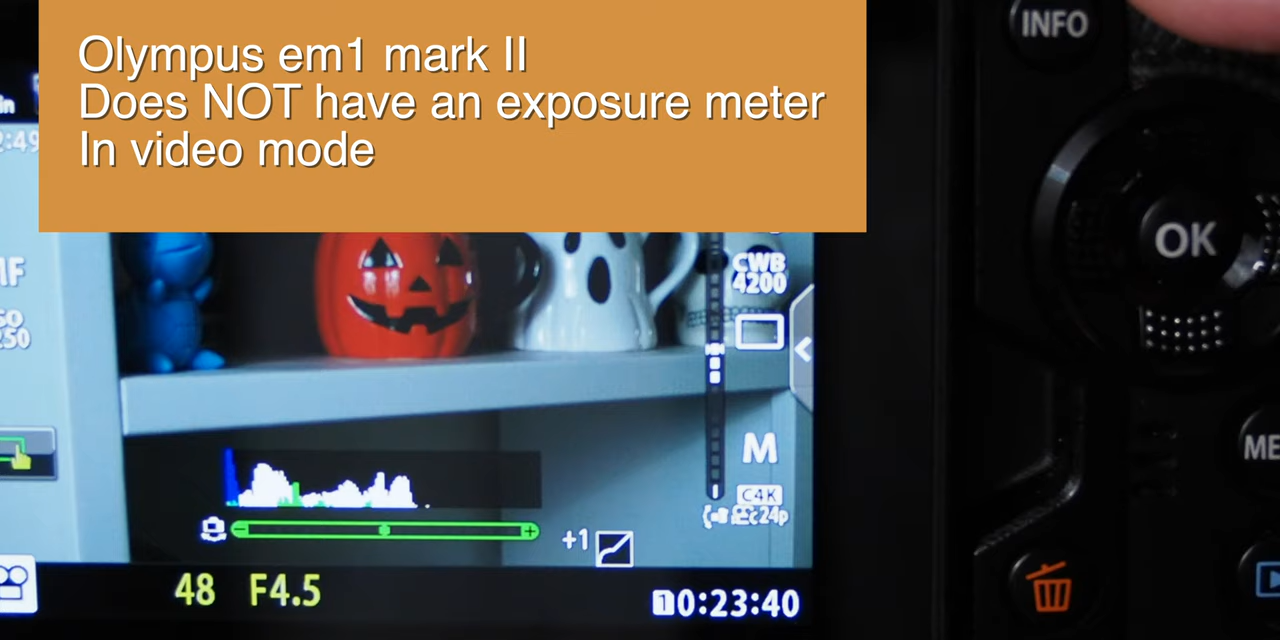 Olympus em1 mark II
Does NOT have an exposure meter
In video mode
INFO
OK
CWB
4200
M
C4K
24p
+1
48 F4.5
1 0:23:40